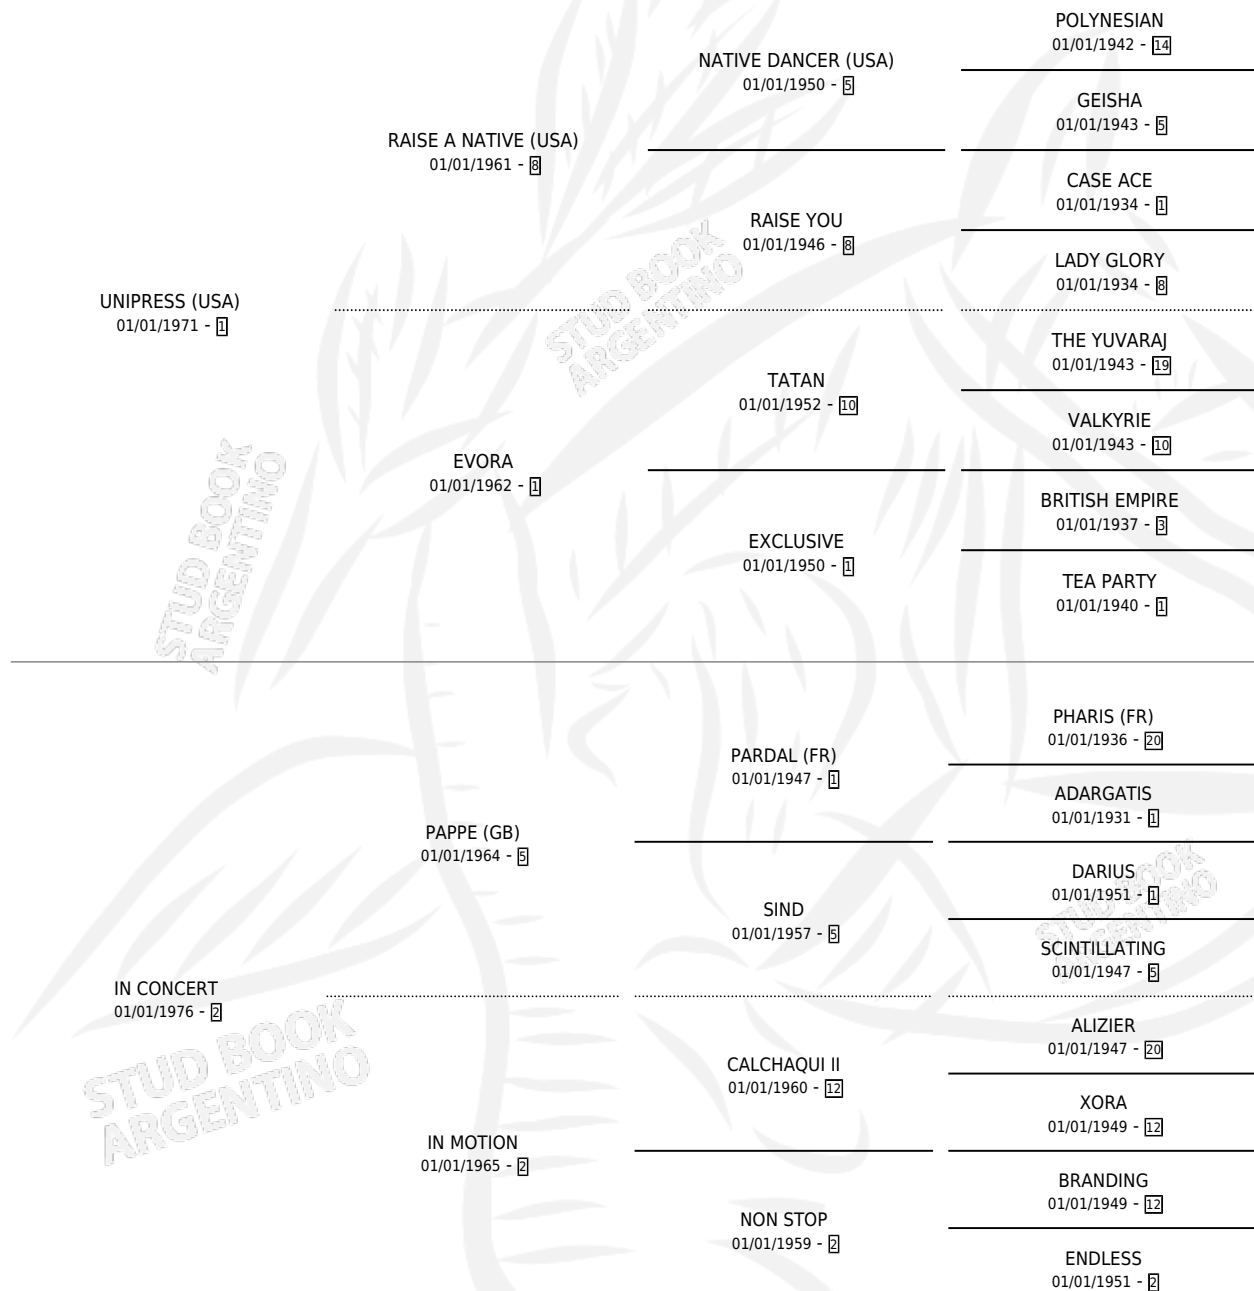 POLYNESIAN
01/01/1942 - 14
NATIVE DANCER (USA)
01/01/1950 - 5
GEISHA
01/01/1943 - 5
RAISE A NATIVE (USA)
01/01/1961 - 8
CASE ACE
01/01/1934 - 1
RAISE YOU
01/01/1946 - 8
LADY GLORY
01/01/1934 - 8
UNIPRESS (USA)
01/01/1971 - 1
THE YUVARAJ
01/01/1943 - 19
TATAN
01/01/1952 - 10
VALKYRIE
01/01/1943 - 10
EVORA
01/01/1962 - 1
BRITISH EMPIRE
01/01/1937 - 3
EXCLUSIVE
01/01/1950 - 1
TEA PARTY
01/01/1940 - 1
STUD BOOK
ARGENTINO
STUD BOOK
ARGENTINO
PHARIS (FR)
01/01/1936 - 20
PARDAL (FR)
01/01/1947 - 1
ADARGATIS
01/01/1931 - 1
PAPPE (GB)
01/01/1964 - 5
DARIUS
01/01/1951 - 1
SIND
01/01/1957 - 5
SCINTILLATING
01/01/1947 - 5
IN CONCERT
01/01/1976 - 2
ALIZIER
01/01/1947 - 20
CALCHAQUI II
01/01/1960 - 12
XORA
01/01/1949 - 12
IN MOTION
01/01/1965 - 2
BRANDING
01/01/1949 - 12
NON STOP
01/01/1959 - 2
ENDLESS
01/01/1951 - 2
STUD BOOK
ARGENTINO
STUD BOOK
ARGENTINO